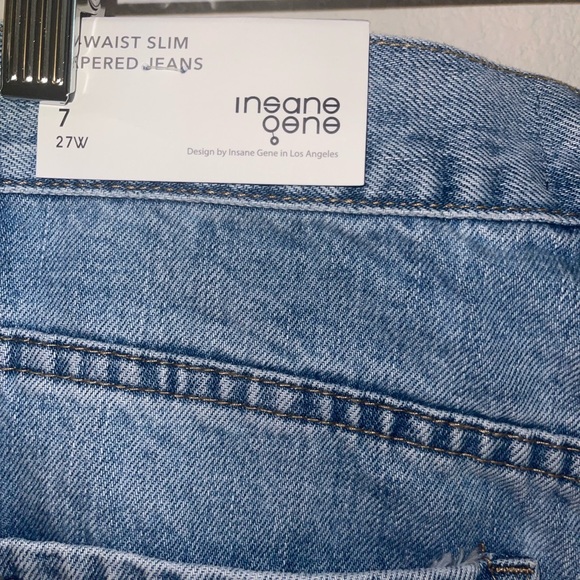 WAIST SLIM
PERED JEANS
7
27W
insane
gene
Design by Insane Gene in Los Angeles